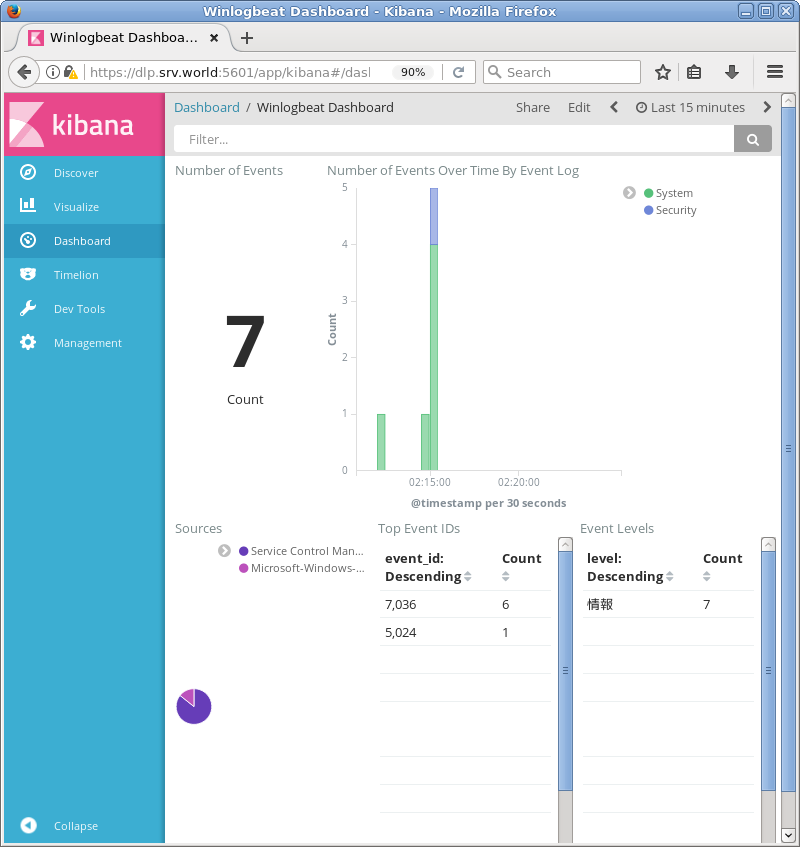 Winlogbeat Dashboard - Kibana - Mozilla Firefox
Winlogbeat Dashboa...
https://dlp.srv.world:5601/app/kibana#/dasl
90%
Search
kibana
Discover
Visualize
Dashboard
Timelion
Dev Tools
Management
Collapse
Dashboard / Winlogbeat Dashboard
Share Edit Last 15 minutes
Filter...
Number of Events
7
Count
Number of Events Over Time By Event Log
5
4
3
2
1
0
Count
02:15:00 02:20:00
@timestamp per 30 seconds
System
Security
Sources
Service Control Man...
Microsoft-Windows-...
Top Event IDs
event_id: Descending Count
7,036 6
5,024 1
Event Levels
level: Descending Count
情報 7